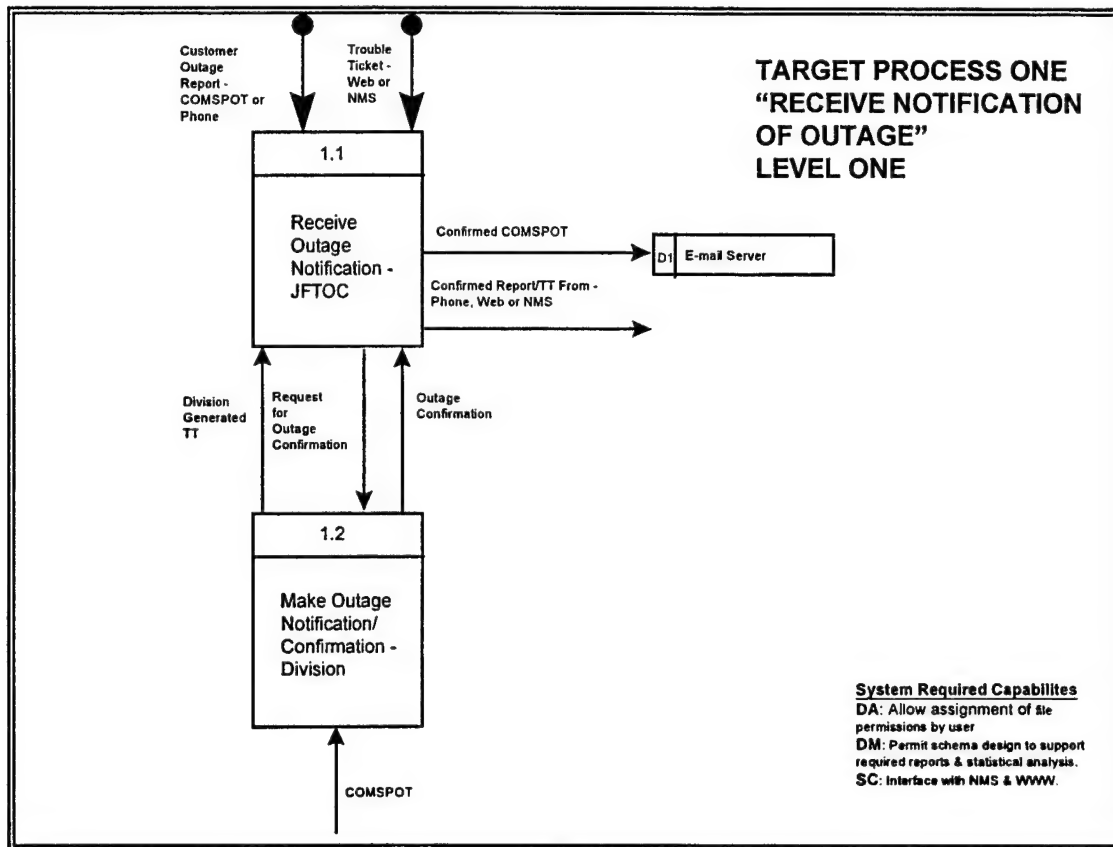 Customer
Outage
Report -
COMSPOT or
Phone
Trouble
Ticket -
Web or
NMS
TARGET PROCESS ONE
“RECEIVE NOTIFICATION
OF OUTAGE”
LEVEL ONE
1.1
Receive
Outage
Notification -
JFTOC
Confirmed COMSPOT
D1
E-mail Server
Confirmed Report/TT From -
Phone, Web or NMS
Division
Generated
TT
Request
for
Outage
Confirmation
Outage
Confirmation
1.2
Make Outage
Notification/
Confirmation -
Division
COMSPOT
System Required Capabilites
DA: Allow assignment of file
permissions by user
DM: Permit schema design to support
required reports & statistical analysis.
SC: Interface with NMS & WWW.